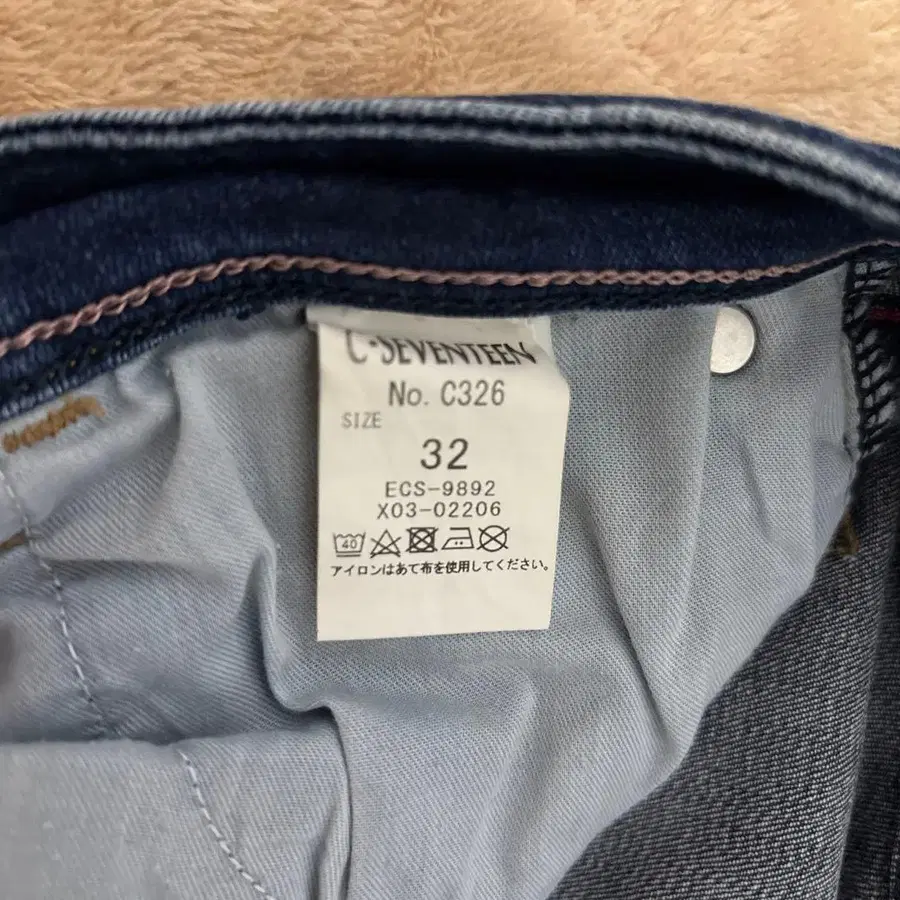 C·SEVENTEEN
No. C326
SIZE
32
ECS-9892
X03-02206
40
アイロンはあて布を使用してください。